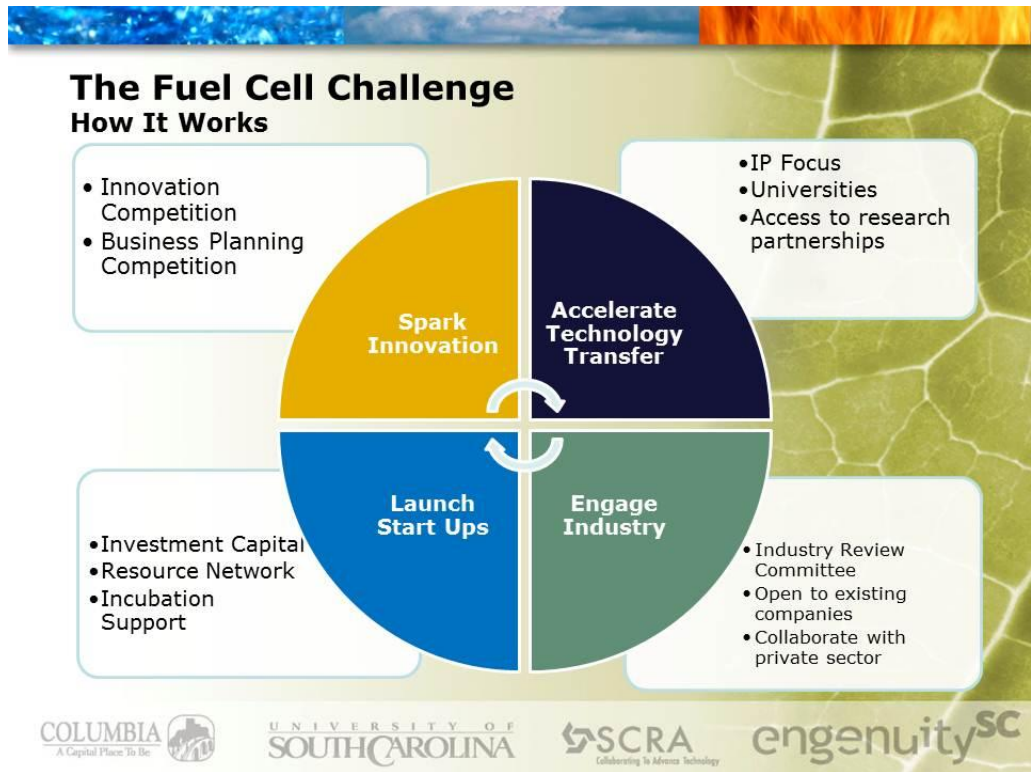 The Fuel Cell Challenge
How It Works
• Innovation
Competition
• Business Planning
Competition
•IP Focus
•Universities
•Access to research
partnerships
Spark
Innovation
Accelerate
Technology
Transfer
Launch
Start Ups
Engage
Industry
•Investment Capital
•Resource Network
•Incubation
Support
• Industry Review
Committee
• Open to existing
companies
• Collaborate with
private sector
COLUMBIA
A Capital Place To Be
UNIVERSITY OF
SOUTH CAROLINA
SCRA
Collaborating To Advance Technology
engenuitySC